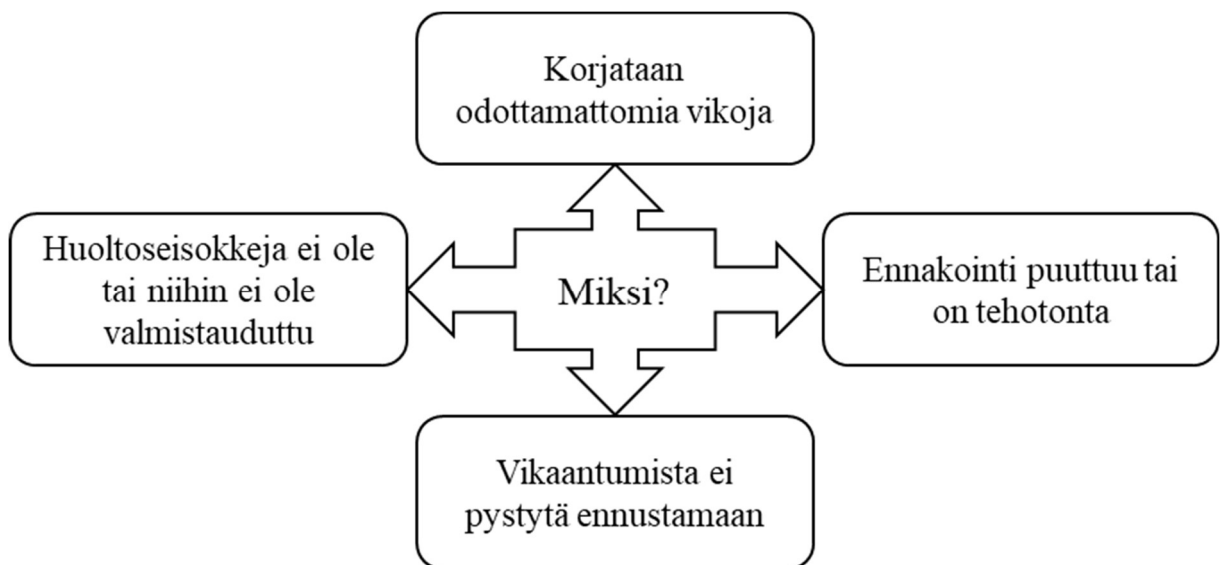 Korjataan
odottamattomia vikoja
Huoltoseisokkeja ei ole
tai niihin ei ole
valmistauduttu
Miksi?
Ennakointi puuttuu tai
on tehotonta
Vikaantumista ei
pystytä ennustamaan